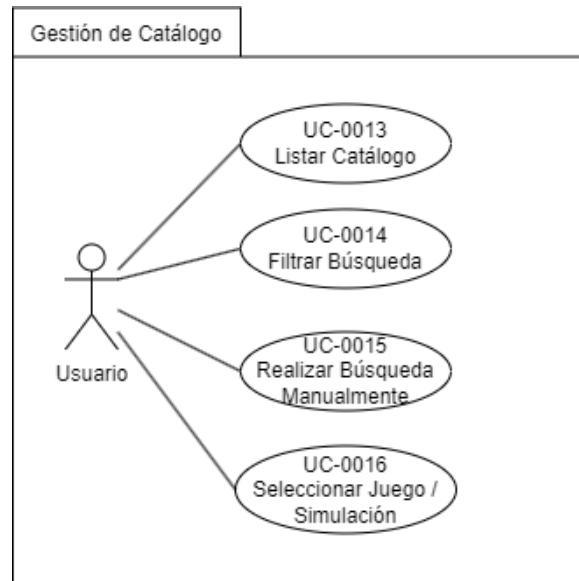 Gestión de Catálogo
UC-0013
Listar Catálogo
UC-0014
Filtrar Búsqueda
UC-0015
Realizar Búsqueda
Manualmente
UC-0016
Seleccionar Juego /
Simulación
Usuario